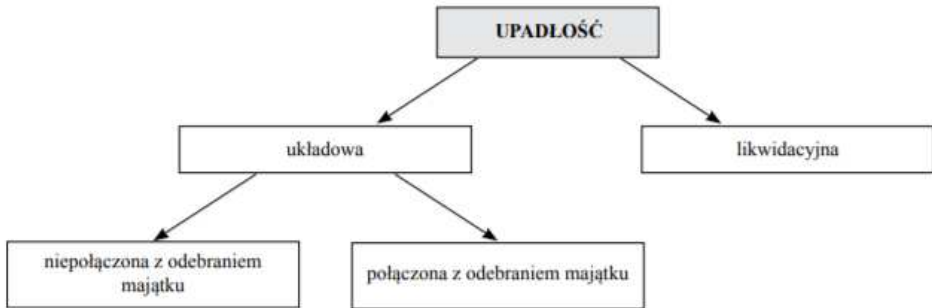 UPADŁOŚĆ
układowa
likwidacyjna
niepołączona z odebraniem
majątku
połączona z odebraniem majątku